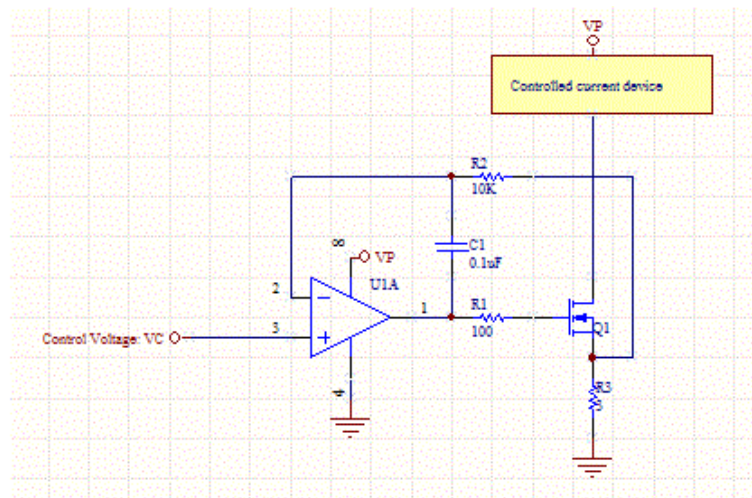 VP
Controlled current device
R2
10K
8
VP
C1
0.1uF
U1A
2
1
R1
100
3
Control Voltage: VC
Q1
4
R3